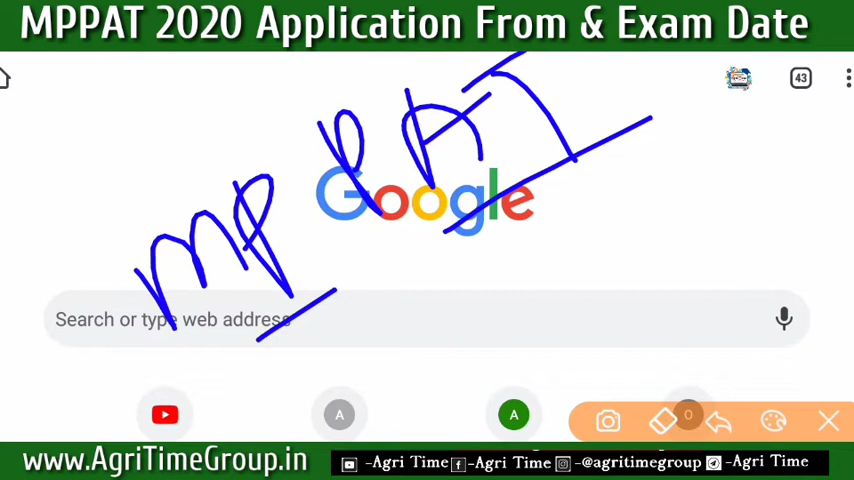 MPPAT 2020 Application From & Exam Date
43
MP PAT
Google
Search or type web address
A A O
www.AgriTimeGroup.in -Agri Time -Agri Time -@agritimegroup -Agri Time